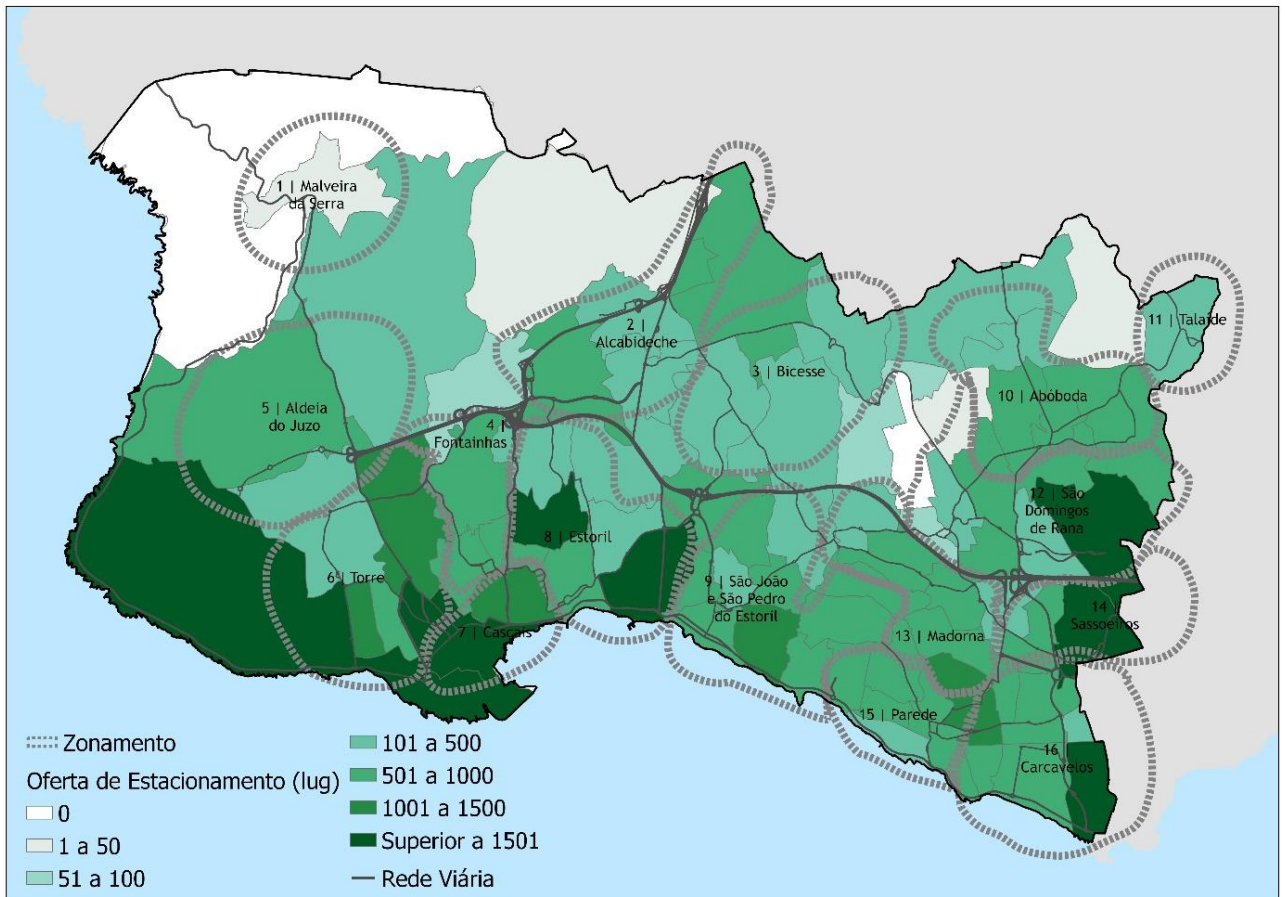 1 | Malveira
da Serra
2 |
Alcabideche
3 | Bicesse
11 | Talaíde
10 | Abóboda
5 | Aldeia
do Juzo
4 |
Fontainhas
12 | São
Domingos
de Rana
8 | Estoril
6 | Torre
9 | São João
e São Pedro
do Estoril
14 |
Sassoeiros
7 | Cascais
13 | Madorna
15 | Parede
16 |
Carcavelos
Zonamento
Oferta de Estacionamento (lug)
0
1 a 50
51 a 100
101 a 500
501 a 1000
1001 a 1500
Superior a 1501
Rede Viária